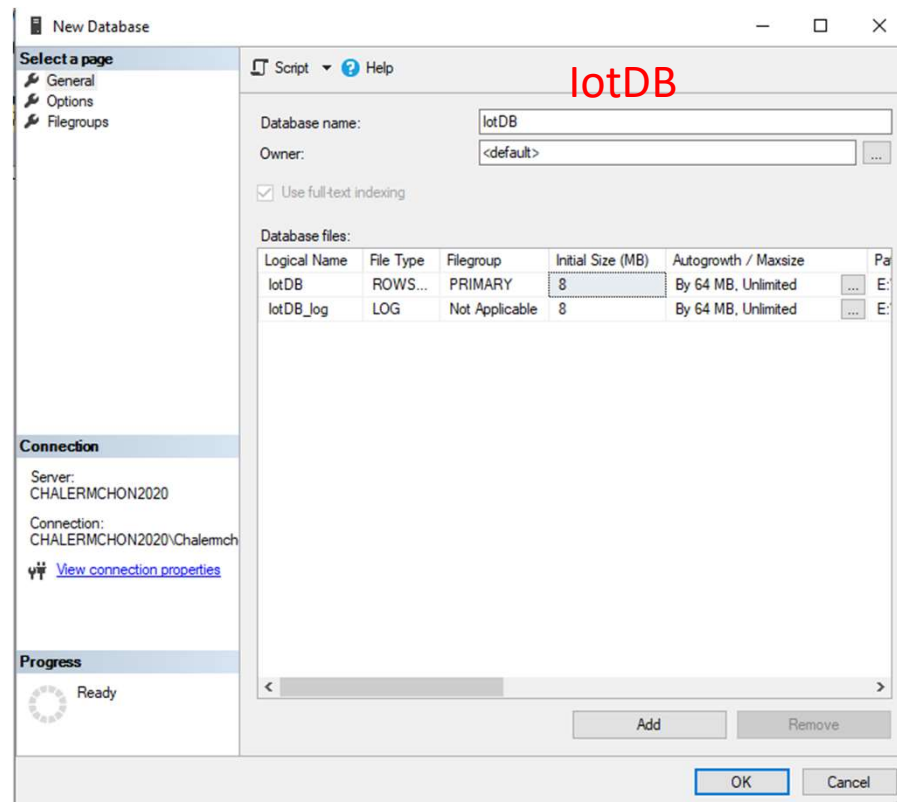 New Database
Select a page
General
Options
Filegroups
Script Help
IotDB
Database name: IotDB
Owner: <default> ...
Use full-text indexing
Database files:
Logical Name File Type Filegroup Initial Size (MB) Autogrowth / Maxsize Pa
IotDB ROWS... PRIMARY 8 By 64 MB, Unlimited ... E:\
IotDB_log LOG Not Applicable 8 By 64 MB, Unlimited ... E:
Connection
Server:
CHALERMCHON2020
Connection:
CHALERMCHON2020\Chalermch
View connection properties
Progress
Ready
Add Remove
OK Cancel